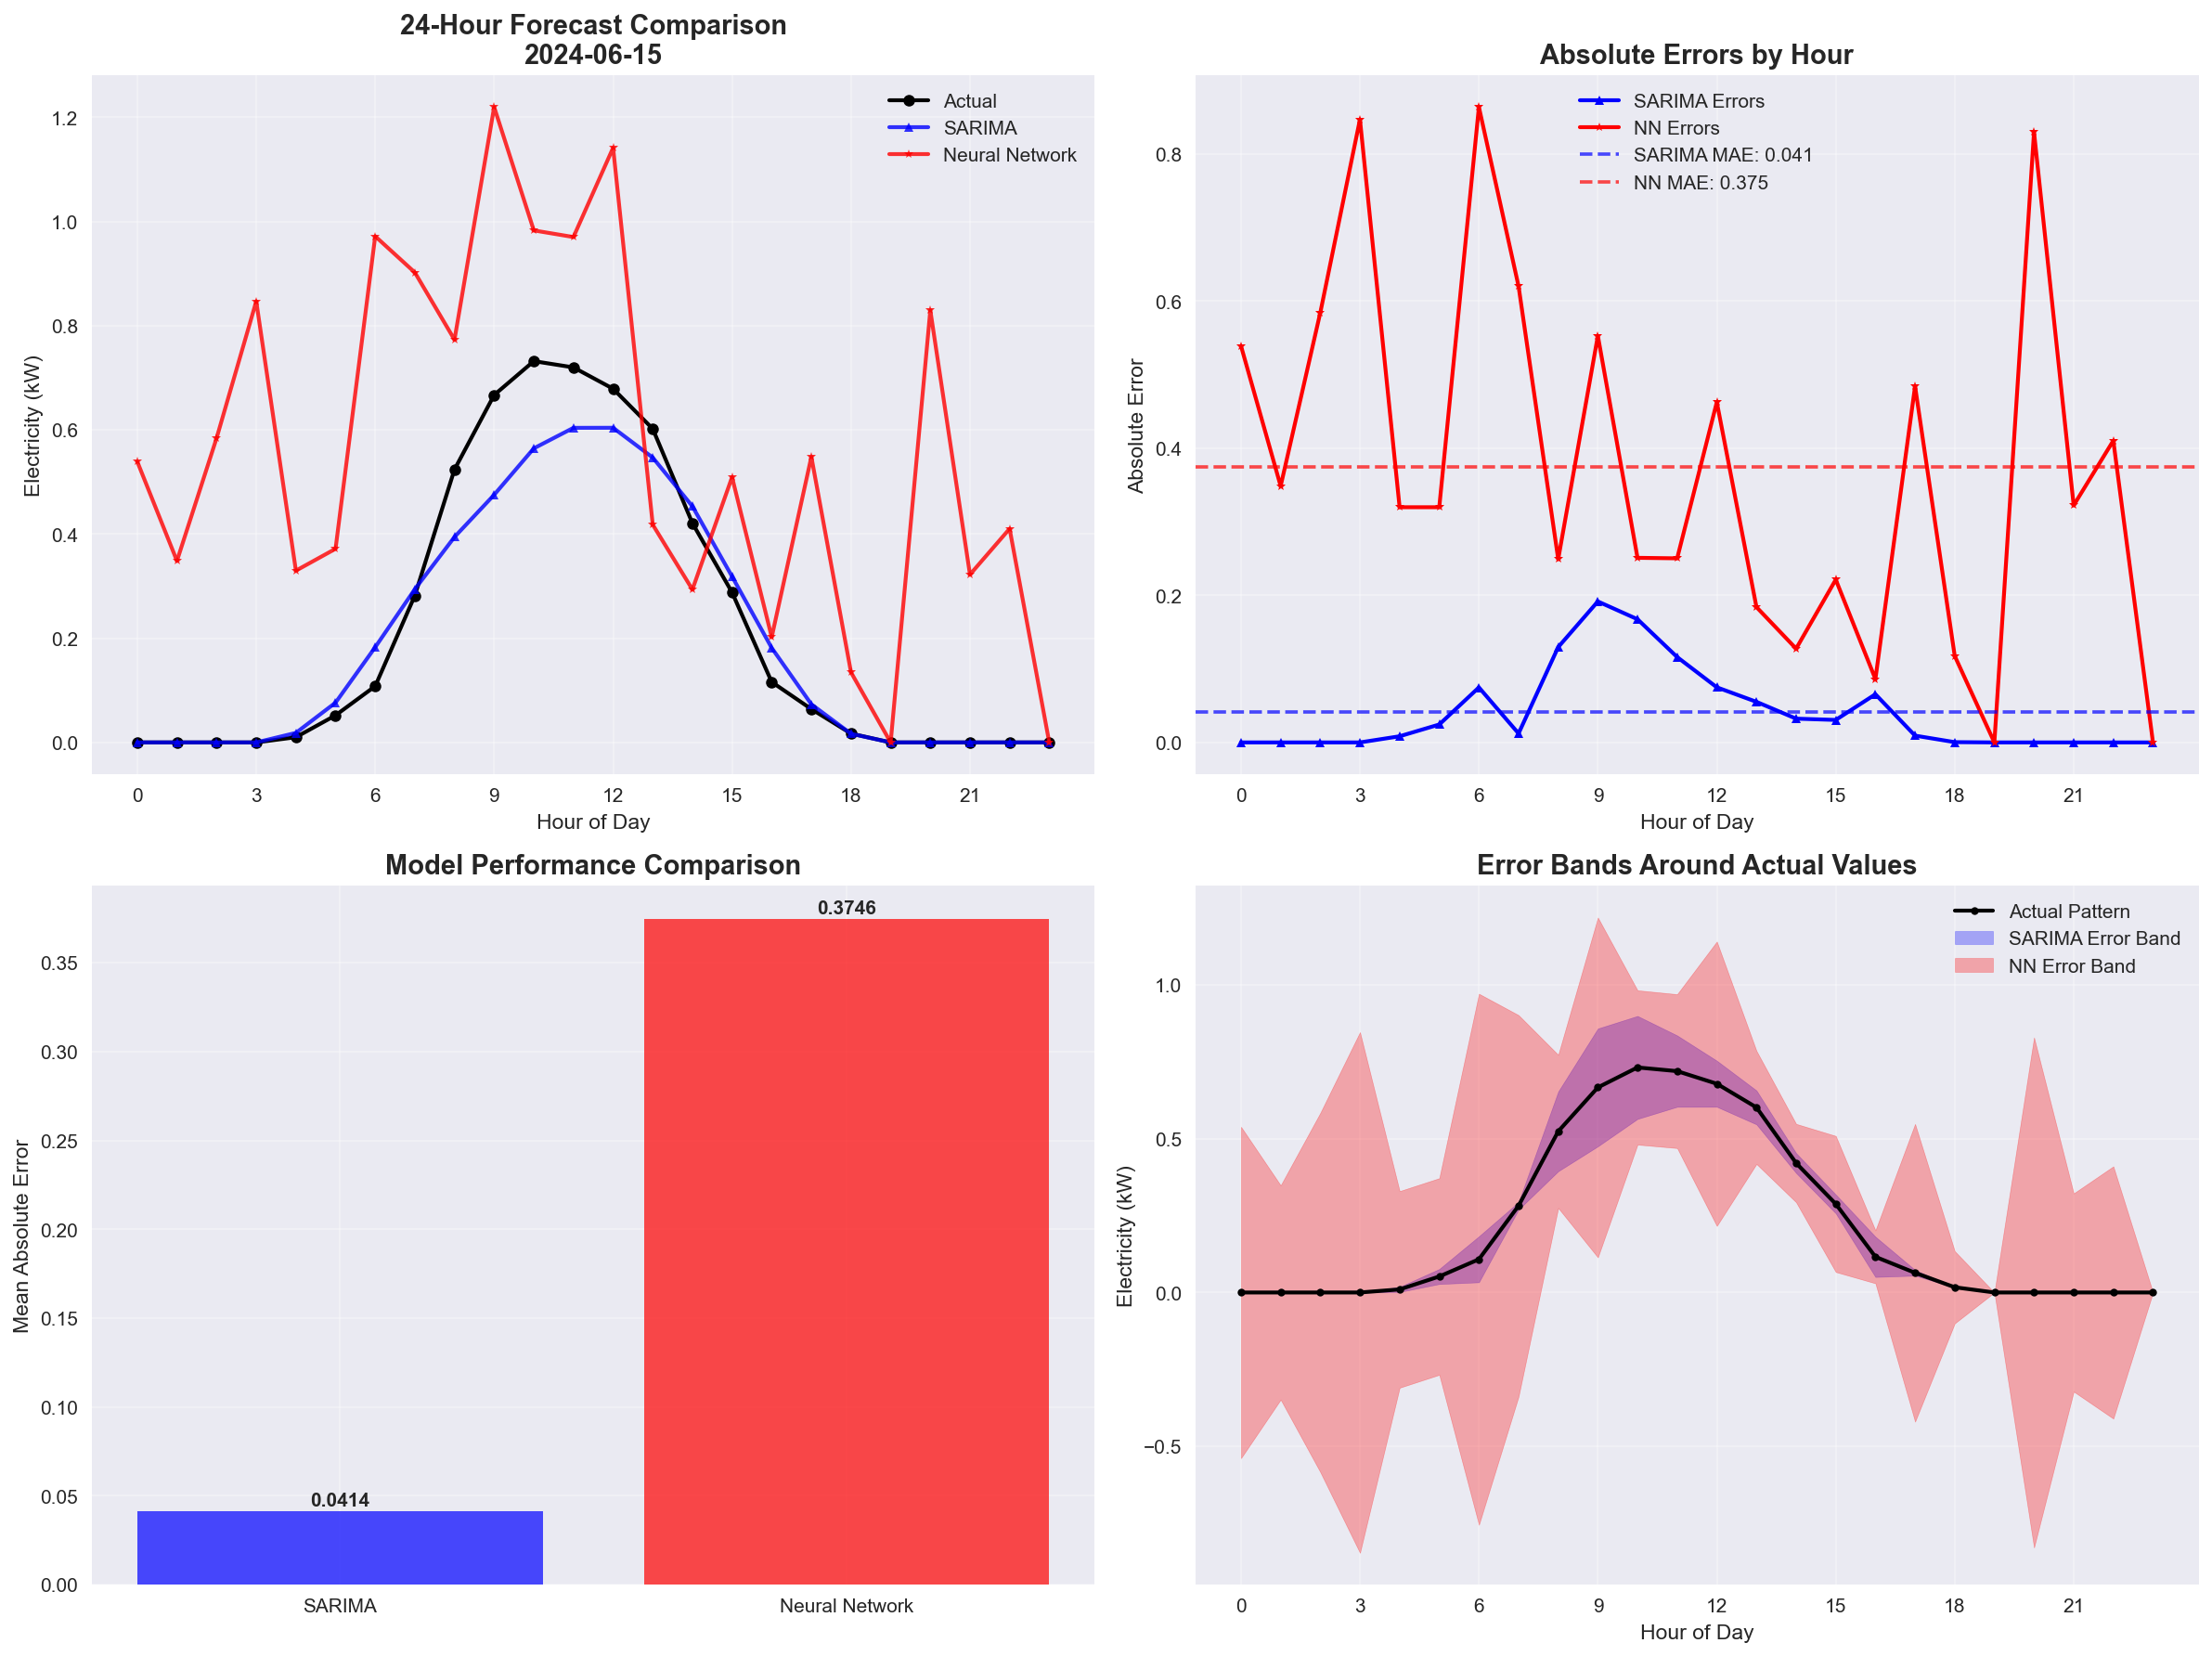 24-Hour Forecast Comparison
2024-06-15
Actual
SARIMA
Neural Network
1.2
1.0
0.8
0.6
0.4
0.2
0.0
Electricity (kW)
0
3
6
9
12
15
18
21
Hour of Day
Absolute Errors by Hour
SARIMA Errors
NN Errors
SARIMA MAE: 0.041
NN MAE: 0.375
0.8
0.6
0.4
0.2
0.0
Absolute Error
0
3
6
9
12
15
18
21
Hour of Day
Model Performance Comparison
0.3746
0.0414
0.35
0.30
0.25
0.20
0.15
0.10
0.05
0.00
Mean Absolute Error
SARIMA
Neural Network
Error Bands Around Actual Values
Actual Pattern
SARIMA Error Band
NN Error Band
1.0
0.5
0.0
−0.5
Electricity (kW)
0
3
6
9
12
15
18
21
Hour of Day